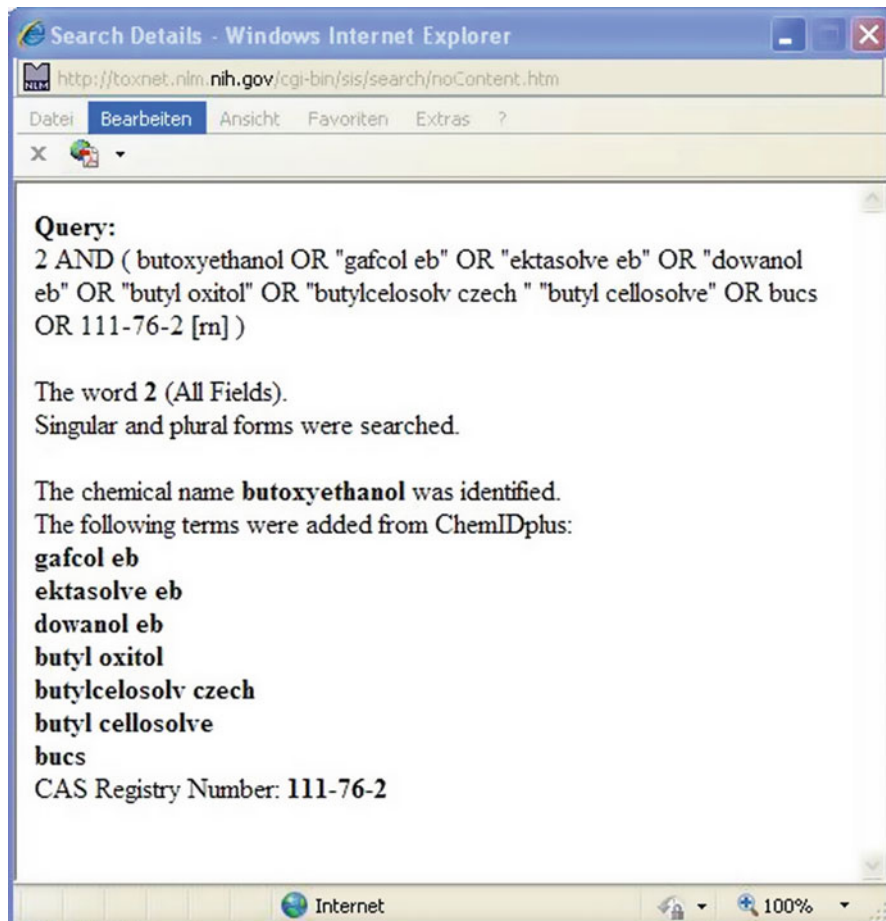 Search Details - Windows Internet Explorer
NLM http://toxnet.nlm.nih.gov/cgi-bin/sis/search/noContent.htm
Datei Bearbeiten Ansicht Favoriten Extras ?
Query:
2 AND ( butoxyethanol OR "gafcol eb" OR "ektasolve eb" OR "dowanol
eb" OR "butyl oxitol" OR "butylcelosolv czech " "butyl cellosolve" OR bucs
OR 111-76-2 [rn] )
The word 2 (All Fields).
Singular and plural forms were searched.
The chemical name butoxyethanol was identified.
The following terms were added from ChemIDplus:
gafcol eb
ektasolve eb
dowanol eb
butyl oxitol
butylcelosolv czech
butyl cellosolve
bucs
CAS Registry Number: 111-76-2
Internet 100%